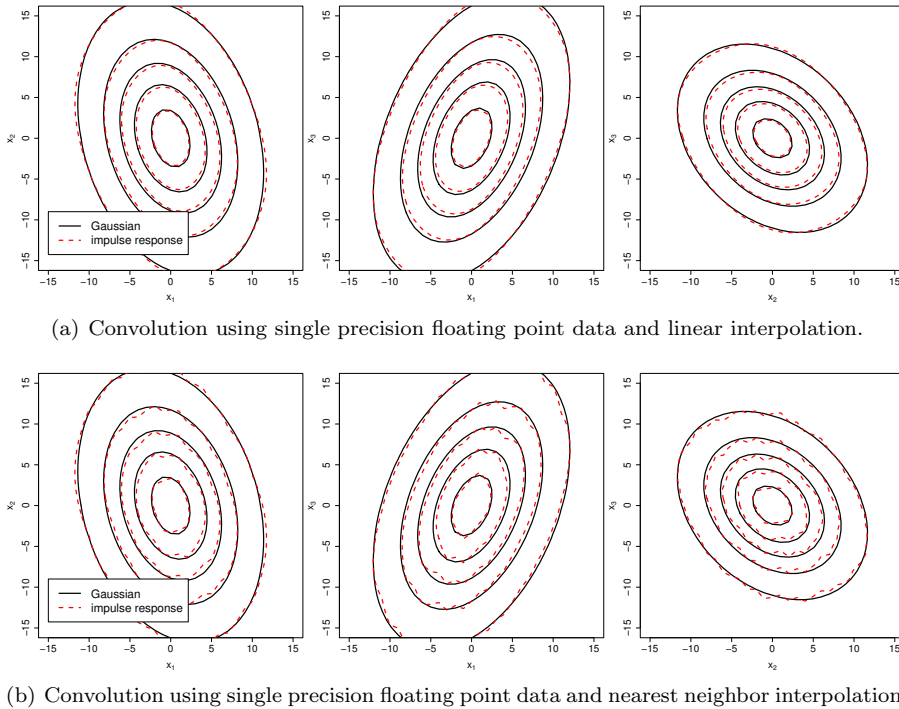 15
10
5
0
−5
−10
−15
x2
Gaussian
impulse response
−15 −10 −5 0 5 10 15
x1
15
10
5
0
−5
−10
−15
x3
−15 −10 −5 0 5 10 15
x1
15
10
5
0
−5
−10
−15
x3
−15 −10 −5 0 5 10 15
x2
(a) Convolution using single precision floating point data and linear interpolation.
15
10
5
0
−5
−10
−15
x2
Gaussian
impulse response
−15 −10 −5 0 5 10 15
x1
15
10
5
0
−5
−10
−15
x3
−15 −10 −5 0 5 10 15
x1
15
10
5
0
−5
−10
−15
x3
−15 −10 −5 0 5 10 15
x2
(b) Convolution using single precision floating point data and nearest neighbor interpolation